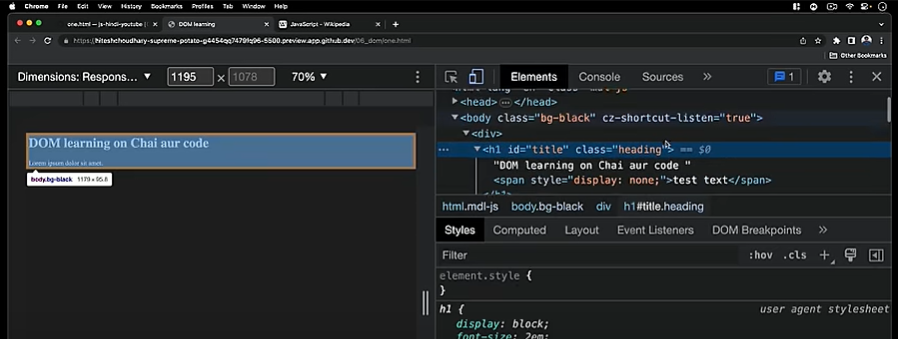 Chrome File Edit View History Bookmarks Profiles Tab Window Help
one.html — js-hindi-youtube [ DOM learning JavaScript - Wikipedia
https://hiteshchoudhary-supreme-potato-g4454qq7479fq96-5500.preview.app.github.dev/06_dom/one.html
Other Bookmarks
Dimensions: Respons... ▼ 1195 × 1078 70% ▼
Elements Console Sources » 1
<head> … </head>
<body class="bg-black" cz-shortcut-listen="true">
<div>
<h1 id="title" class="heading"> == $0
"DOM learning on Chai aur code "
<span style="display: none;">test text</span>
</h1>
DOM learning on Chai aur code
Lorem ipsum dolor sit amet.
body.bg-black 1179 × 95.8
html.mdl-js body.bg-black div h1#title.heading
Styles Computed Layout Event Listeners DOM Breakpoints »
Filter :hov .cls +
element.style {
}
h1 { user agent stylesheet
display: block;
font-size: 2em;